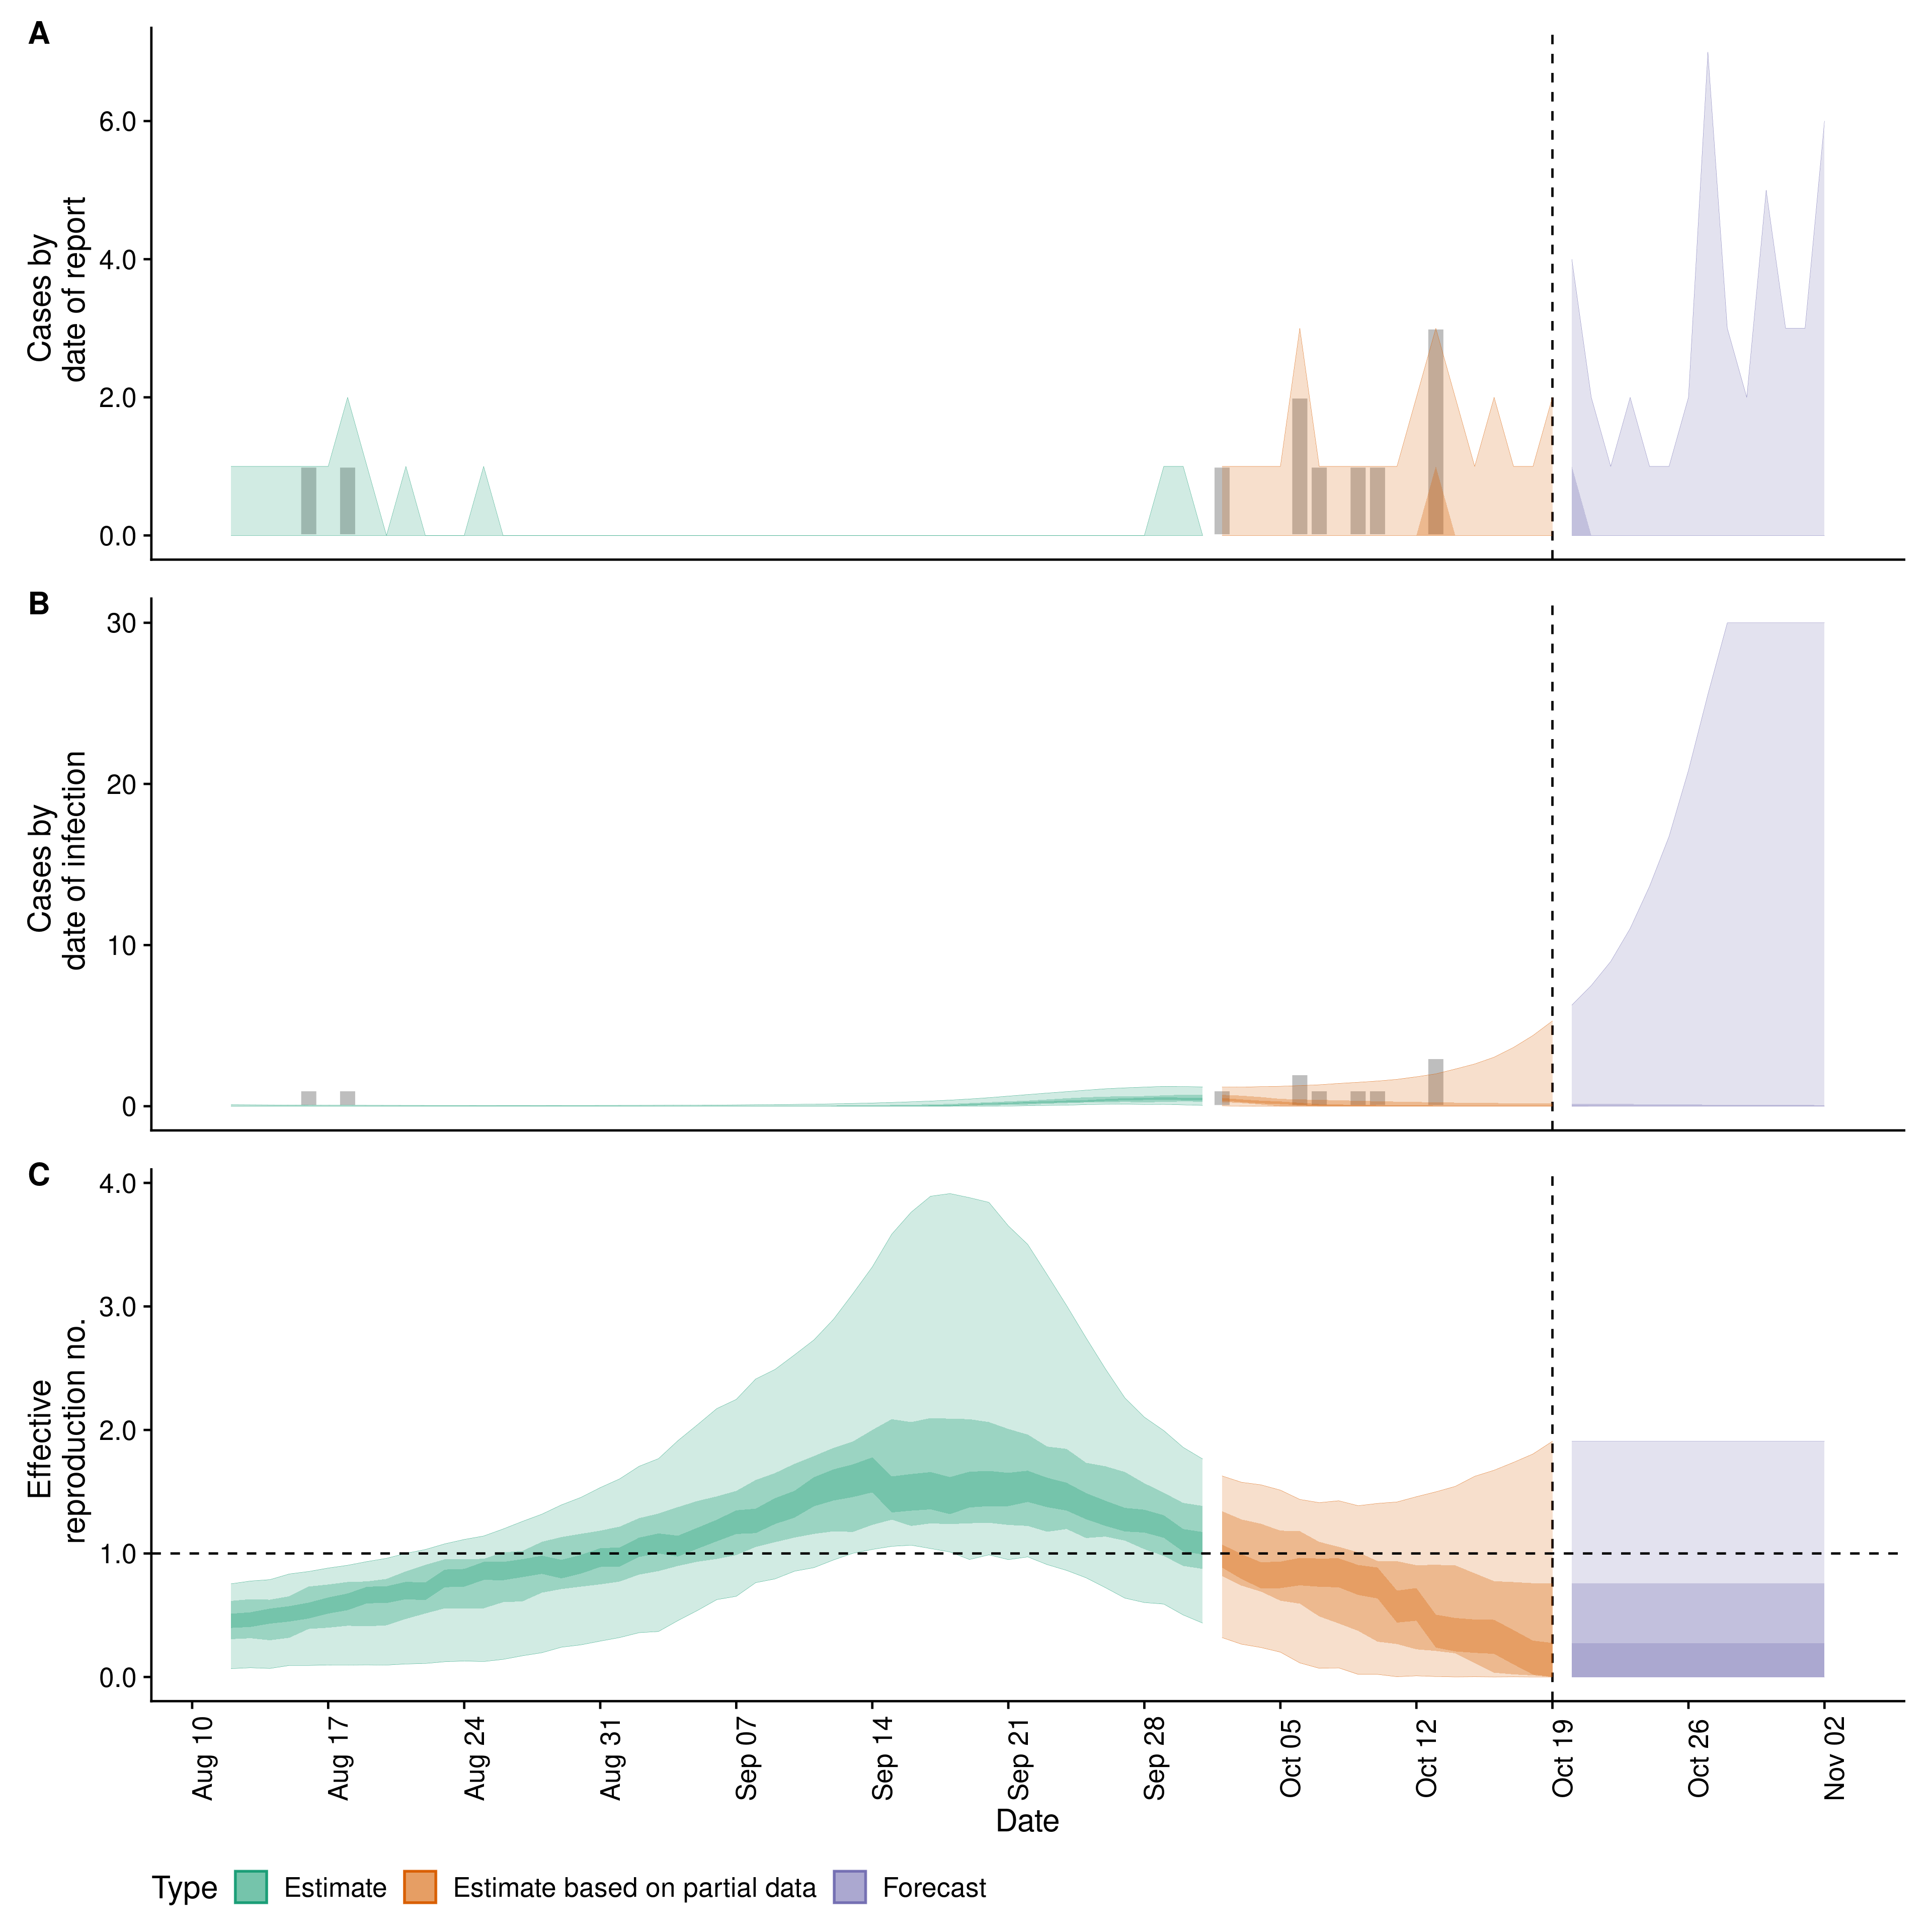 A
Cases by
date of report
6.0
4.0
2.0
0.0
B
Cases by
date of infection
30
20
10
0
C
Effective
reproduction no.
4.0
3.0
2.0
1.0
0.0
Aug 10
Aug 17
Aug 24
Aug 31
Sep 07
Sep 14
Sep 21
Sep 28
Oct 05
Oct 12
Oct 19
Oct 26
Nov 02
Date
Type Estimate Estimate based on partial data Forecast